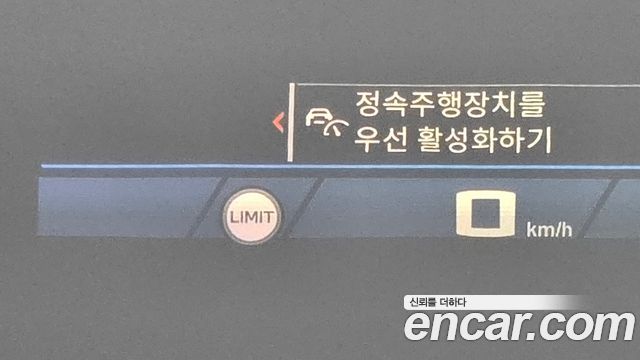 정속주행장치를
우선 활성화하기
LIMIT
0 km/h
신뢰를 더하다
encar.com